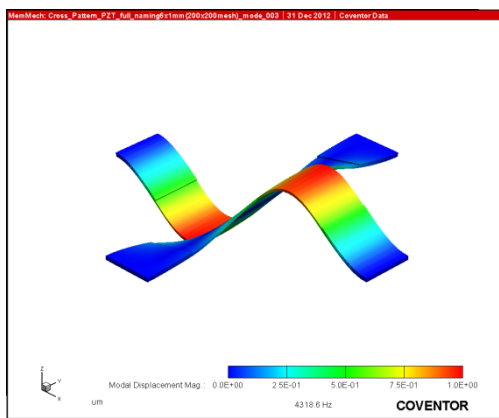 MemMech: Cross_Pattern_PZT_full_naming6x1mm(200x200mesh)_mode_003 | 31 Dec 2012 | Coventor Data
Z
Y
X
Modal Displacement Mag.: 0.0E+00 2.5E-01 5.0E-01 7.5E-01 1.0E+00
um
4318.6 Hz
COVENTOR